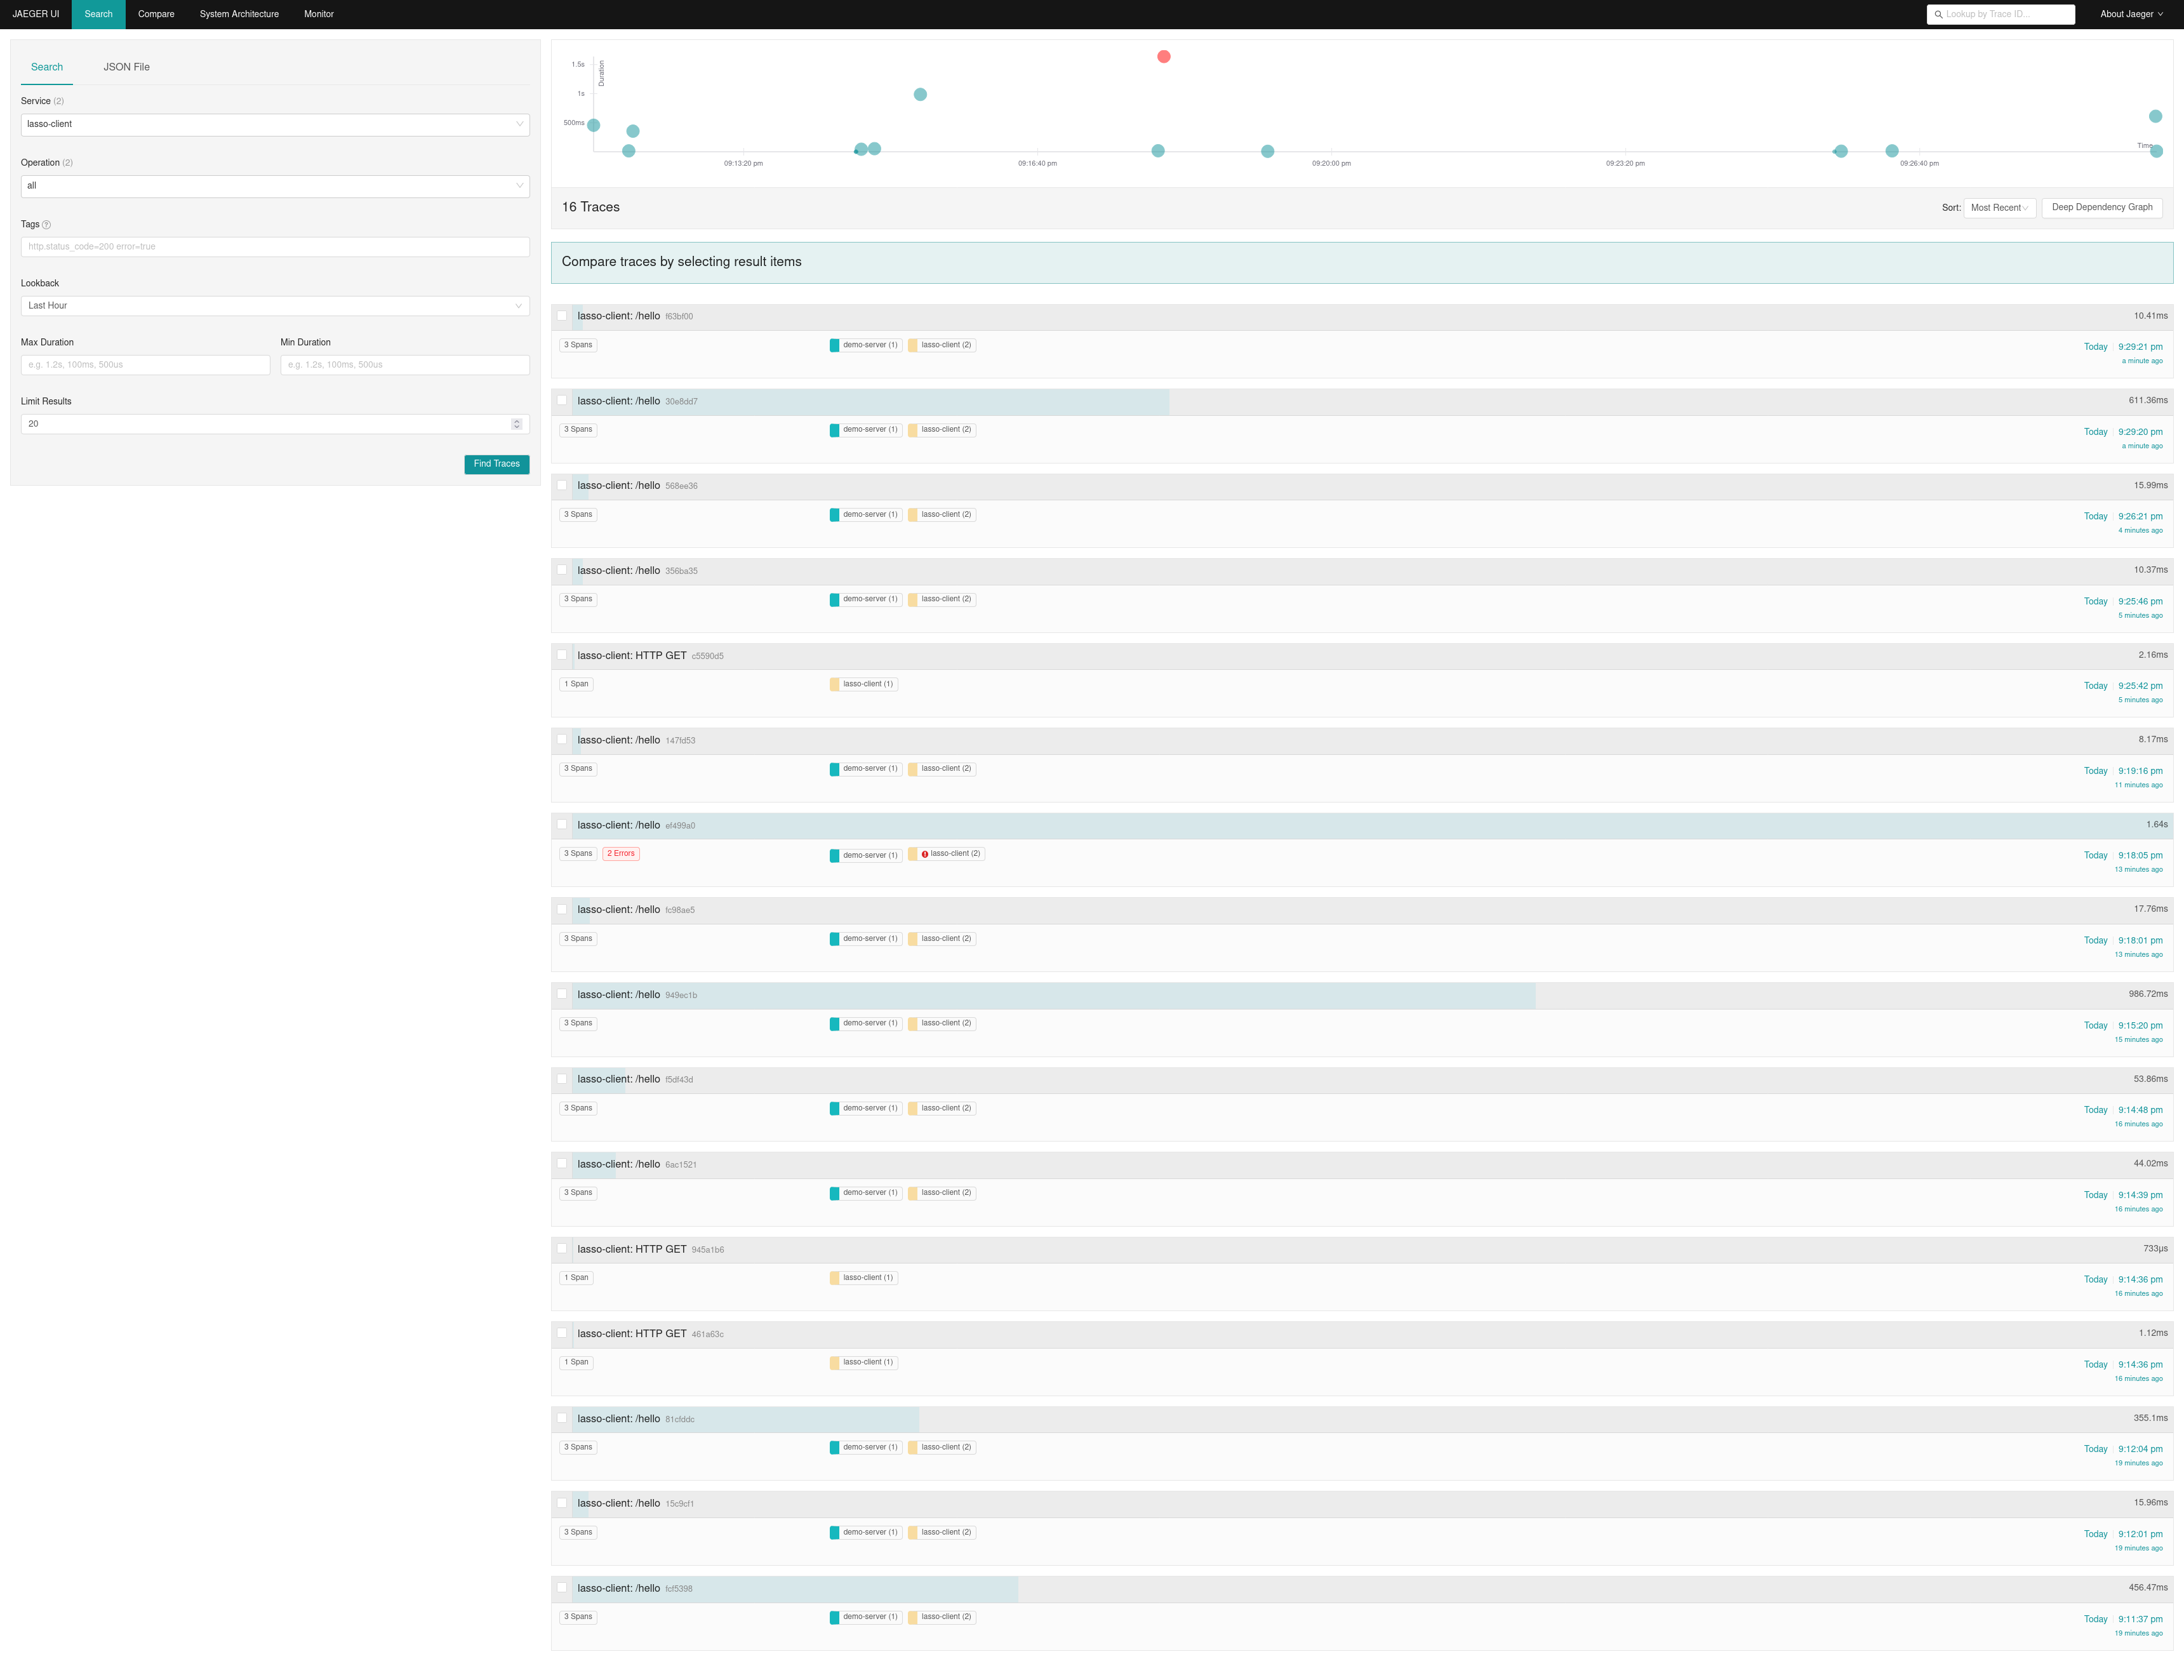 JAEGER UI Search Compare System Architecture Monitor Lookup by Trace ID... About Jaeger
Search JSON File
Service (2)
lasso-client
Operation (2)
all
Tags
http.status_code=200 error=true
Lookback
Last Hour
Max Duration Min Duration
e.g. 1.2s, 100ms, 500us e.g. 1.2s, 100ms, 500us
Limit Results
20
Find Traces
Duration
1.5s
1s
500ms
Time
09:13:20 pm 09:16:40 pm 09:20:00 pm 09:23:20 pm 09:26:40 pm
16 Traces Sort: Most Recent Deep Dependency Graph
Compare traces by selecting result items
lasso-client: /hello f63bf00 10.41ms
3 Spans demo-server (1) lasso-client (2) Today 9:29:21 pm
a minute ago
lasso-client: /hello 30e8dd7 611.36ms
3 Spans demo-server (1) lasso-client (2) Today 9:29:20 pm
a minute ago
lasso-client: /hello 568ee36 15.99ms
3 Spans demo-server (1) lasso-client (2) Today 9:26:21 pm
4 minutes ago
lasso-client: /hello 356ba35 10.37ms
3 Spans demo-server (1) lasso-client (2) Today 9:25:46 pm
5 minutes ago
lasso-client: HTTP GET c5590d5 2.16ms
1 Span lasso-client (1) Today 9:25:42 pm
5 minutes ago
lasso-client: /hello 147fd53 8.17ms
3 Spans demo-server (1) lasso-client (2) Today 9:19:16 pm
11 minutes ago
lasso-client: /hello ef499a0 1.64s
3 Spans 2 Errors demo-server (1) lasso-client (2) Today 9:18:05 pm
13 minutes ago
lasso-client: /hello fc98ae5 17.76ms
3 Spans demo-server (1) lasso-client (2) Today 9:18:01 pm
13 minutes ago
lasso-client: /hello 949ec1b 986.72ms
3 Spans demo-server (1) lasso-client (2) Today 9:15:20 pm
15 minutes ago
lasso-client: /hello f5df43d 53.86ms
3 Spans demo-server (1) lasso-client (2) Today 9:14:48 pm
16 minutes ago
lasso-client: /hello 6ac1521 44.02ms
3 Spans demo-server (1) lasso-client (2) Today 9:14:39 pm
16 minutes ago
lasso-client: HTTP GET 945a1b6 733μs
1 Span lasso-client (1) Today 9:14:36 pm
16 minutes ago
lasso-client: HTTP GET 461a63c 1.12ms
1 Span lasso-client (1) Today 9:14:36 pm
16 minutes ago
lasso-client: /hello 81cfddc 355.1ms
3 Spans demo-server (1) lasso-client (2) Today 9:12:04 pm
19 minutes ago
lasso-client: /hello 15c9cf1 15.96ms
3 Spans demo-server (1) lasso-client (2) Today 9:12:01 pm
19 minutes ago
lasso-client: /hello fcf5398 456.47ms
3 Spans demo-server (1) lasso-client (2) Today 9:11:37 pm
19 minutes ago